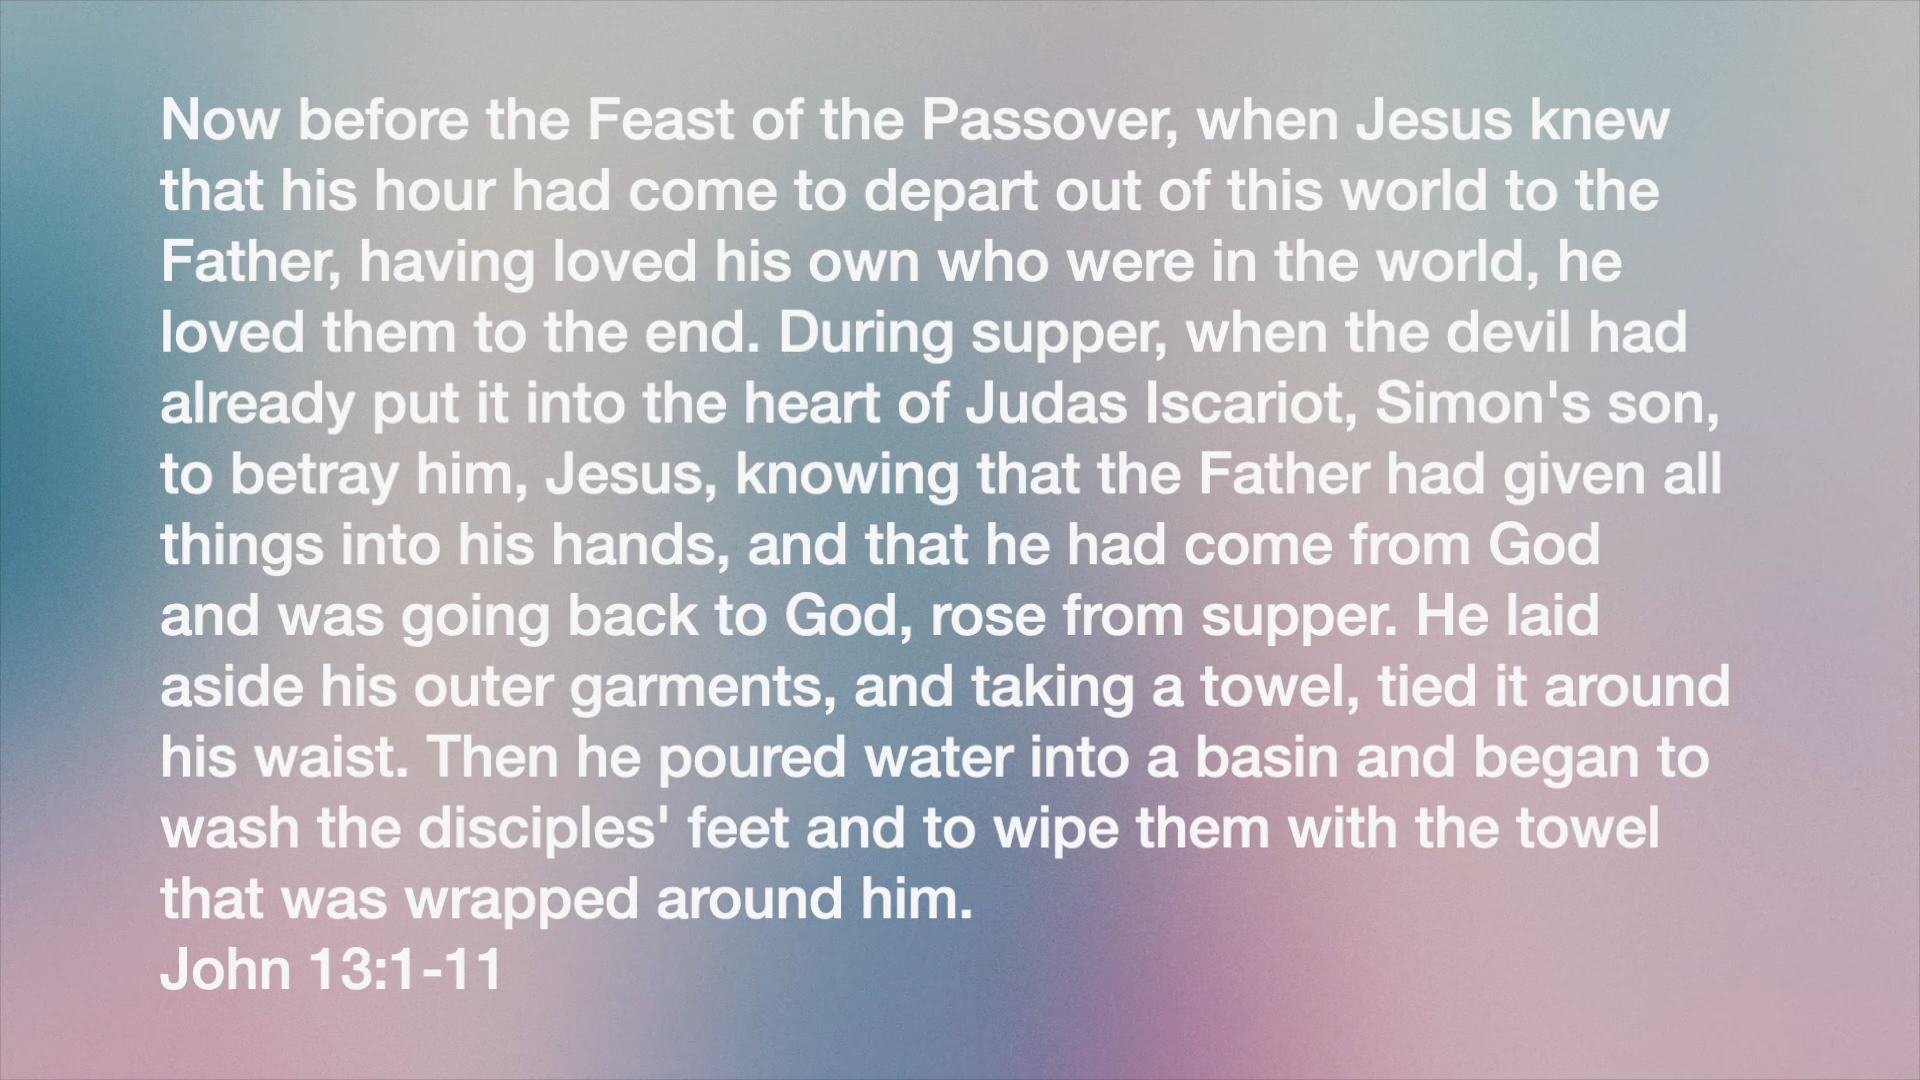 Now before the Feast of the Passover, when Jesus knew
that his hour had come to depart out of this world to the
Father, having loved his own who were in the world, he
loved them to the end. During supper, when the devil had
already put it into the heart of Judas Iscariot, Simon's son,
to betray him, Jesus, knowing that the Father had given all
things into his hands, and that he had come from God
and was going back to God, rose from supper. He laid
aside his outer garments, and taking a towel, tied it around
his waist. Then he poured water into a basin and began to
wash the disciples' feet and to wipe them with the towel
that was wrapped around him.
John 13:1-11